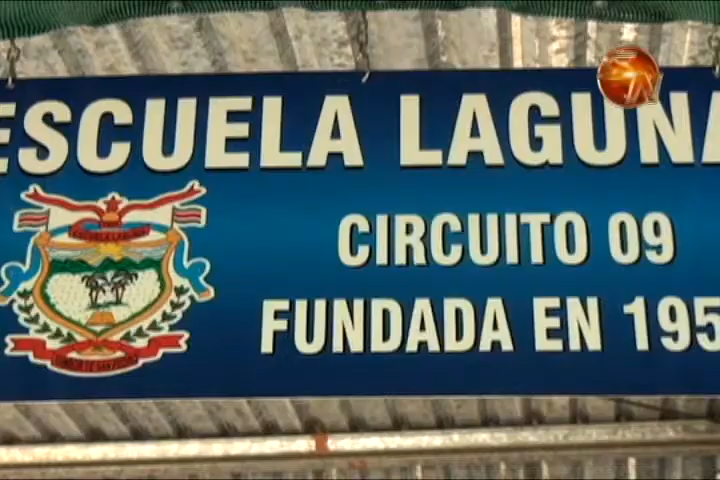 ESCUELA LAGUNA
CIRCUITO 09
FUNDADA EN 195